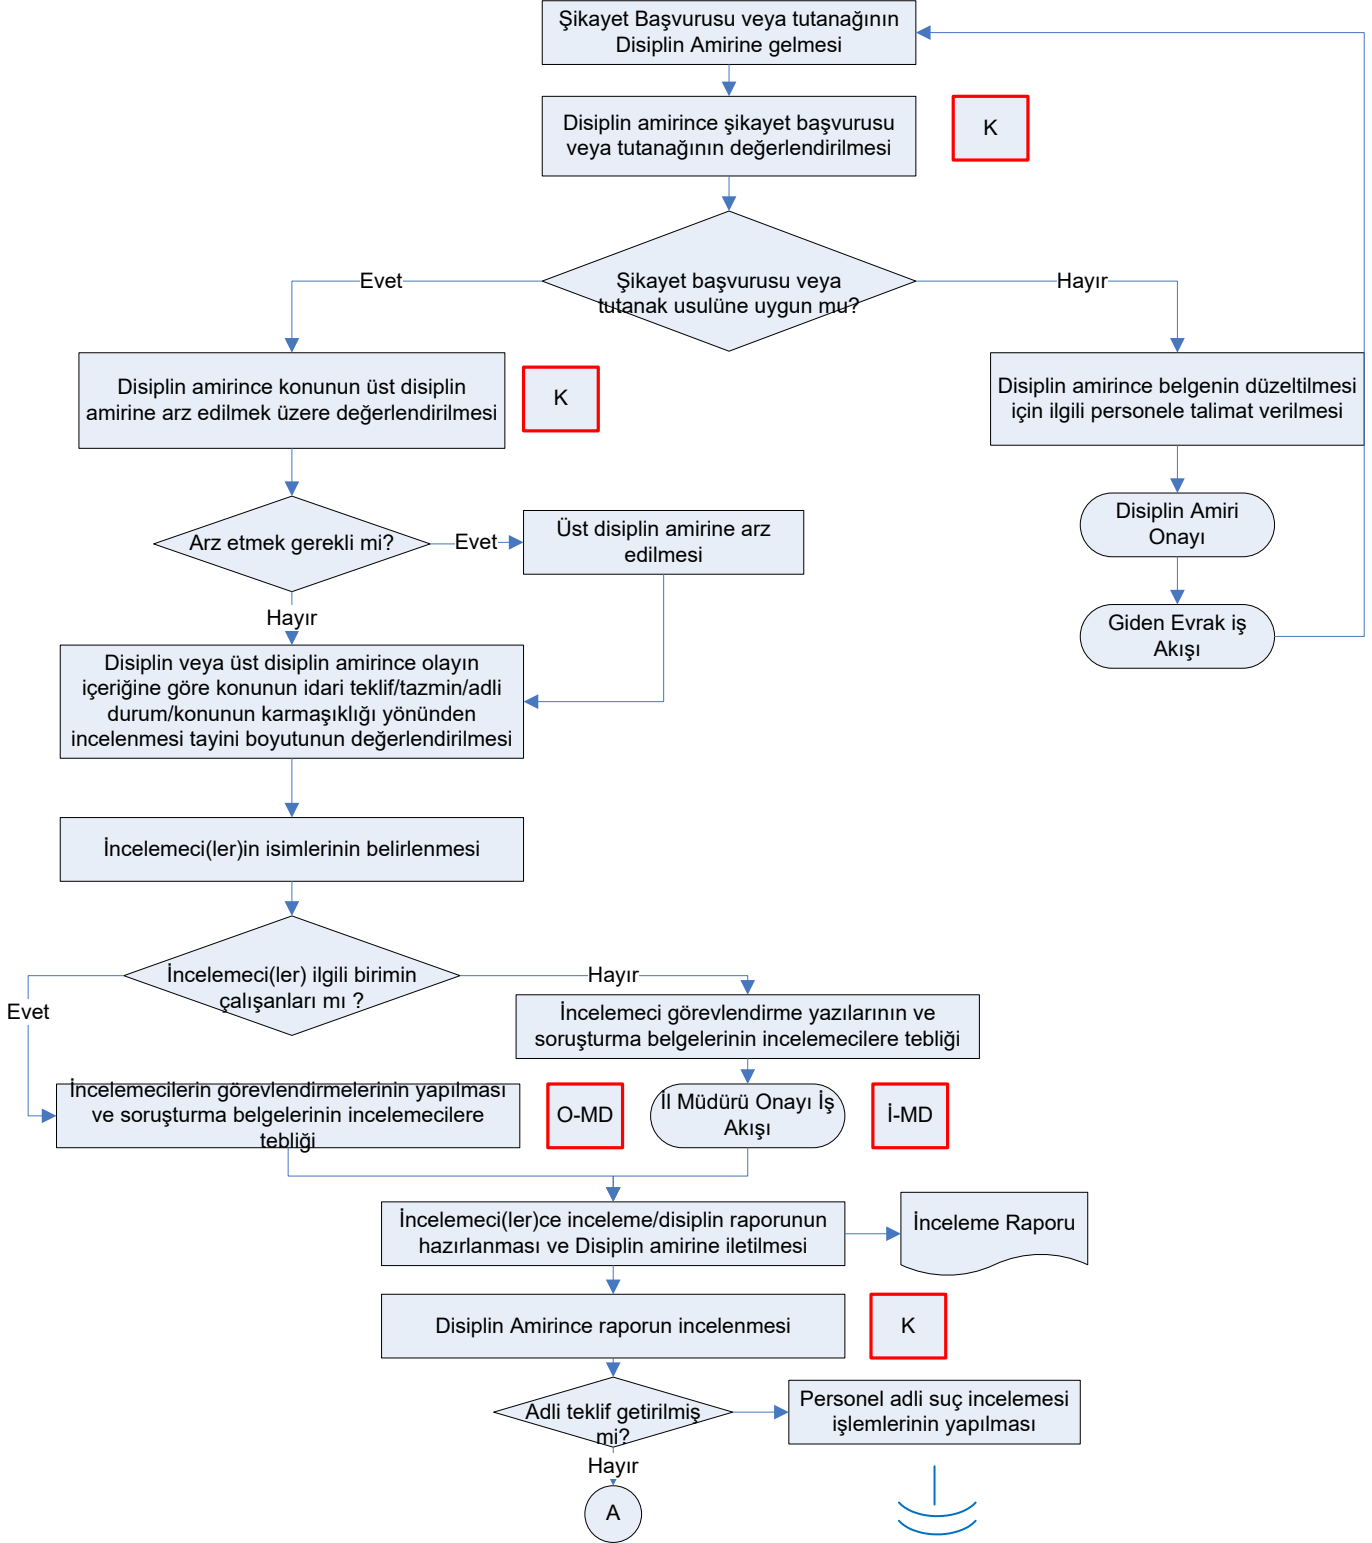 Şikayet Başvurusu veya tutanağının
Disiplin Amirine gelmesi
Disiplin amirince şikayet başvurusu
veya tutanağının değerlendirilmesi
K
Şikayet başvurusu veya
tutanak usulüne uygun mu?
Evet
Hayır
Disiplin amirince konunun üst disiplin
amirine arz edilmek üzere değerlendirilmesi
K
Disiplin amirince belgenin düzeltilmesi
için ilgili personele talimat verilmesi
Disiplin Amiri
Onayı
Giden Evrak iş
Akışı
Arz etmek gerekli mi?
Evet
Üst disiplin amirine arz
edilmesi
Hayır
Disiplin veya üst disiplin amirince olayın
içeriğine göre konunun idari teklif/tazmin/adli
durum/konunun karmaşıklığı yönünden
incelenmesi tayini boyutunun değerlendirilmesi
İncelemeci(ler)in isimlerinin belirlenmesi
İncelemeci(ler) ilgili birimin
çalışanları mı ?
Evet
Hayır
İncelemeci görevlendirme yazılarının ve
soruşturma belgelerinin incelemecilere tebliği
İncelemecilerin görevlendirmelerinin yapılması
ve soruşturma belgelerinin incelemecilere
tebliği
O-MD
İl Müdürü Onayı İş
Akışı
İ-MD
İncelemeci(ler)ce inceleme/disiplin raporunun
hazırlanması ve Disiplin amirine iletilmesi
İnceleme Raporu
Disiplin Amirince raporun incelenmesi
K
Adli teklif getirilmiş
mi?
Personel adli suç incelemesi
işlemlerinin yapılması
Hayır
A